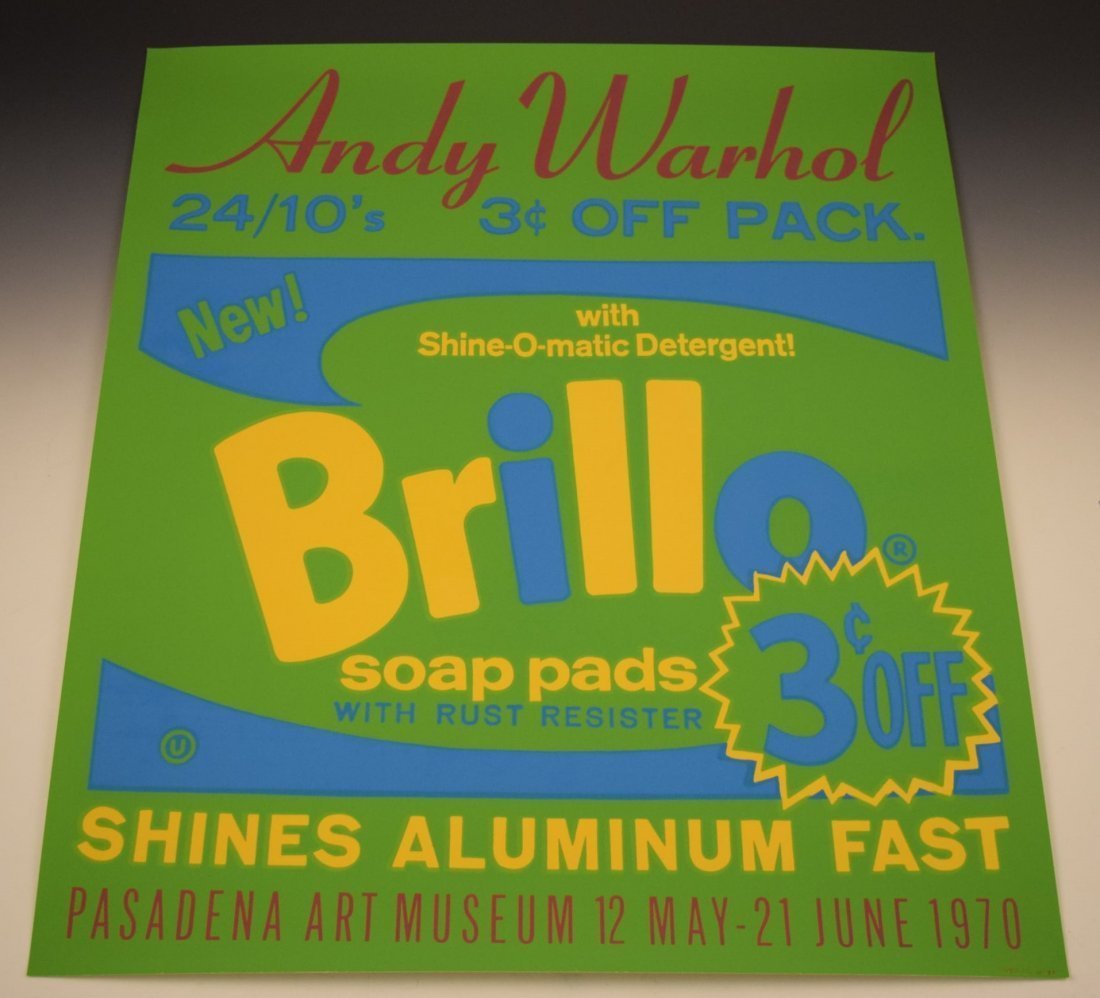 Andy Warhol
24/10's 3¢ OFF PACK.
New!
with
Shine-O-matic Detergent!
Brillo®
soap pads
WITH RUST RESISTER
3¢ OFF
U
SHINES ALUMINUM FAST
PASADENA ART MUSEUM 12 MAY-21 JUNE 1970